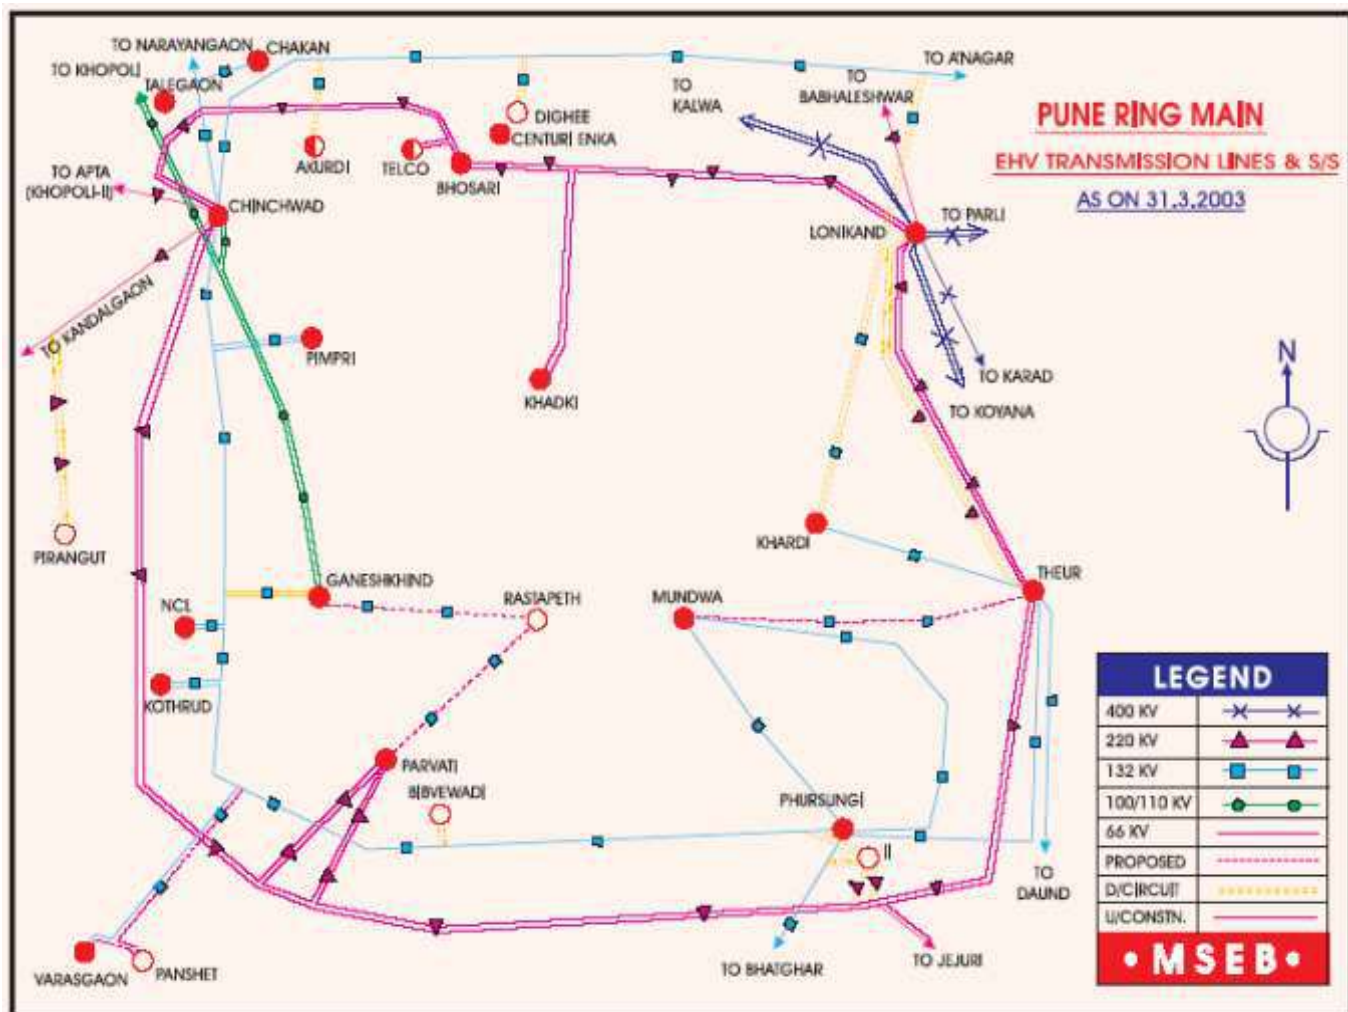 TO NARAYANGAON
CHAKAN
TO KHOPOLI
TALEGAON
TO A'NAGAR
TO
KALWA
TO
BABHALESHWAR
DIGHEE
CENTURI ENKA
PUNE RING MAIN
EHV TRANSMISSION LINES & S/S
AS ON 31.3.2003
TO APTA
(KHOPOLI-II)
AKURDI
TELCO
BHOSARI
CHINCHWAD
LONIKAND
TO PARLI
TO KANDALGAON
PIMPRI
KHADKI
TO KARAD
TO KOYANA
N
PIRANGUT
KHARDI
THEUR
GANESHKHIND
RASTAPETH
MUNDWA
NCL
KOTHRUD
PARVATI
BIBVEWADI
PHURSUNGI
II
TO
DAUND
VARASGAON
PANSHET
TO BHATGHAR
TO JEJURI
LEGEND
400 KV
220 KV
132 KV
100/110 KV
66 KV
PROPOSED
D/CIRCUIT
U/CONSTN.
• MSEB •